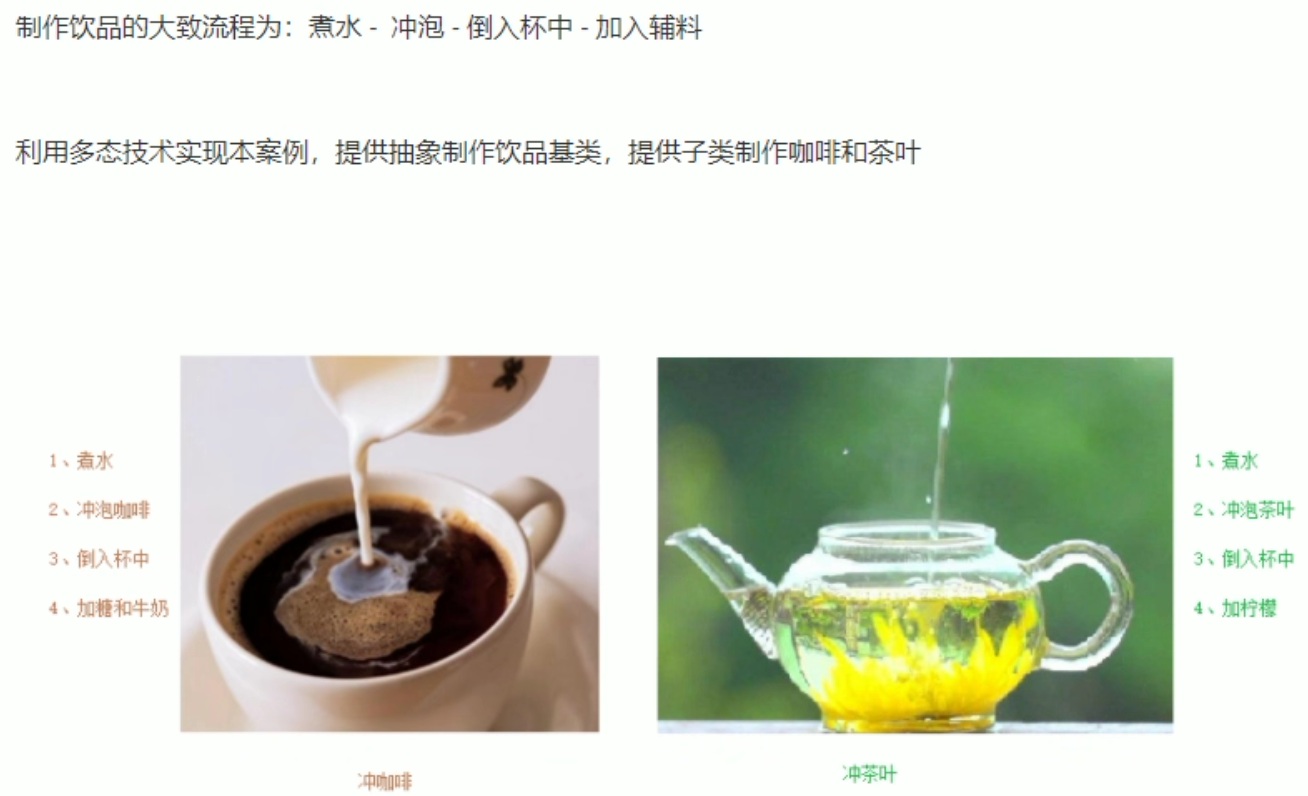 制作饮品的大致流程为：煮水 - 冲泡 - 倒入杯中 - 加入辅料
利用多态技术实现本案例，提供抽象制作饮品基类，提供子类制作咖啡和茶叶
1、煮水
2、冲泡咖啡
3、倒入杯中
4、加糖和牛奶
冲咖啡
1、煮水
2、冲泡茶叶
3、倒入杯中
4、加柠檬
冲茶叶